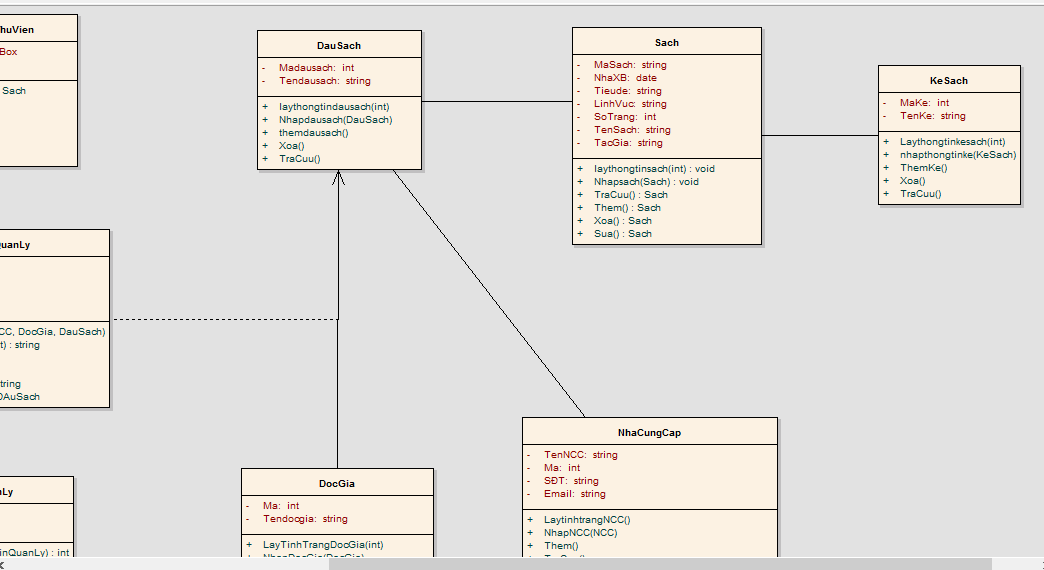 huVien
Box
Sach
DauSach
- Madausach: int
- Tendausach: string
+ laythongtindausach(int)
+ Nhapdausach(DauSach)
+ themdausach()
+ Xoa()
+ TraCuu()
Sach
- MaSach: string
- NhaXB: date
- Tieude: string
- LinhVuc: string
- SoTrang: int
- TenSach: string
- TacGia: string
+ laythongtinsach(int) : void
+ Nhapsach(Sach) : void
+ TraCuu() : Sach
+ Them() : Sach
+ Xoa() : Sach
+ Sua() : Sach
KeSach
- MaKe: int
- TenKe: string
+ Laythongtinkesach(int)
+ nhapthongtinke(KeSach)
+ ThemKe()
+ Xoa()
+ TraCuu()
QuanLy
CC, DocGia, DauSach)
t) : string
tring
DAuSach
DocGia
- Ma: int
- Tendocgia: string
+ LayTinhTrangDocGia(int)
+ NhapDocGia(DocGia)
NhaCungCap
- TenNCC: string
- Ma: int
- SĐT: string
- Email: string
+ LaytinhtrangNCC()
+ NhapNCC(NCC)
+ Them()
nLy
inQuanLy) : int